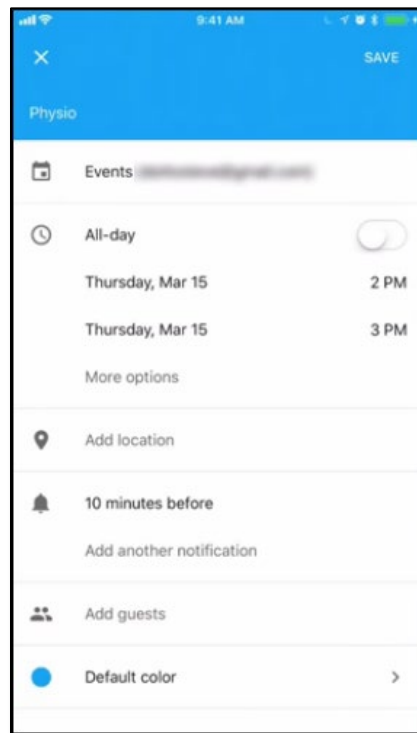 9:41 AM
SAVE
Physio
Events
All-day
Thursday, Mar 15 2 PM
Thursday, Mar 15 3 PM
More options
Add location
10 minutes before
Add another notification
Add guests
Default color